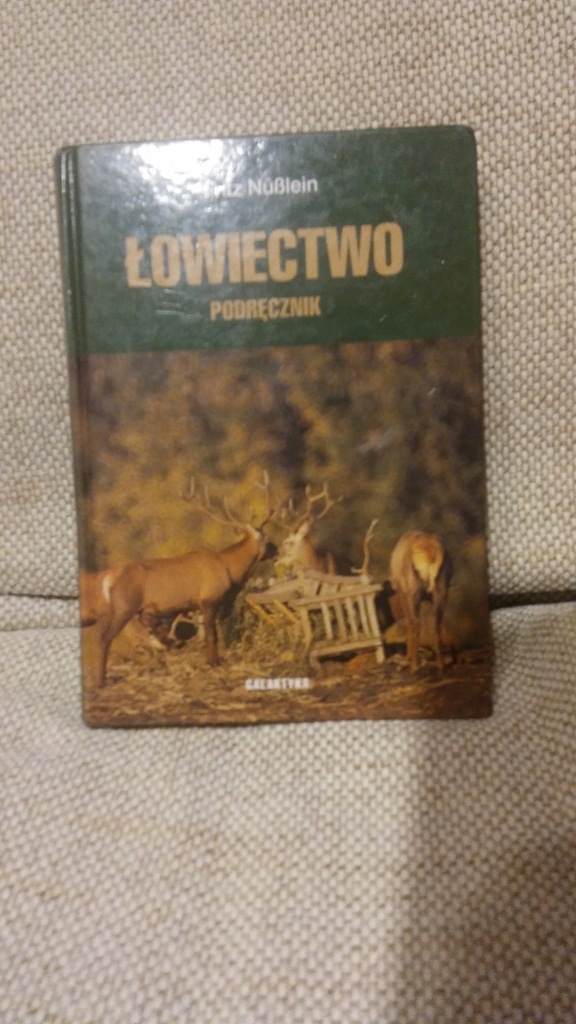 Nüßlein
ŁOWIECTWO
PODRĘCZNIK
GALAKTYKA